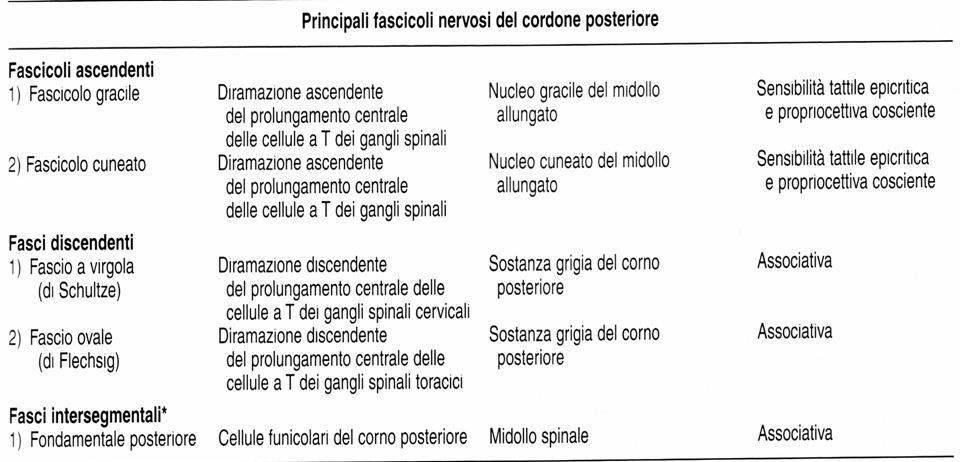 Principali fascicoli nervosi del cordone posteriore
Fascicoli ascendenti
1) Fascicolo gracile Diramazione ascendente Nucleo gracile del midollo Sensibilità tattile epicritica
del prolungamento centrale allungato e propriocettiva cosciente
delle cellule a T dei gangli spinali
2) Fascicolo cuneato Diramazione ascendente Nucleo cuneato del midollo Sensibilità tattile epicritica
del prolungamento centrale allungato e propriocettiva cosciente
delle cellule a T dei gangli spinali
Fasci discendenti
1) Fascio a virgola Diramazione discendente Sostanza grigia del corno Associativa
(di Schultze) del prolungamento centrale delle posteriore
cellule a T dei gangli spinali cervicali
2) Fascio ovale Diramazione discendente Sostanza grigia del corno Associativa
(di Flechsig) del prolungamento centrale delle posteriore
cellule a T dei gangli spinali toracici
Fasci intersegmentali*
1) Fondamentale posteriore Cellule funicolari del corno posteriore Midollo spinale Associativa